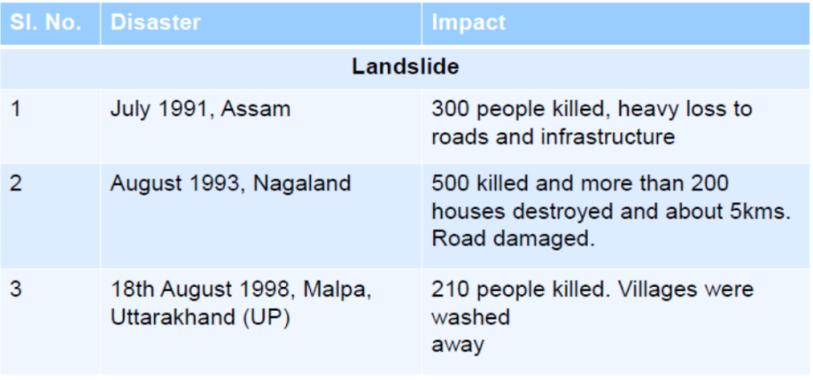 Sl. No. Disaster Impact
Landslide
1 July 1991, Assam 300 people killed, heavy loss to
roads and infrastructure
2 August 1993, Nagaland 500 killed and more than 200
houses destroyed and about 5kms.
Road damaged.
3 18th August 1998, Malpa, 210 people killed. Villages were
Uttarakhand (UP) washed
away